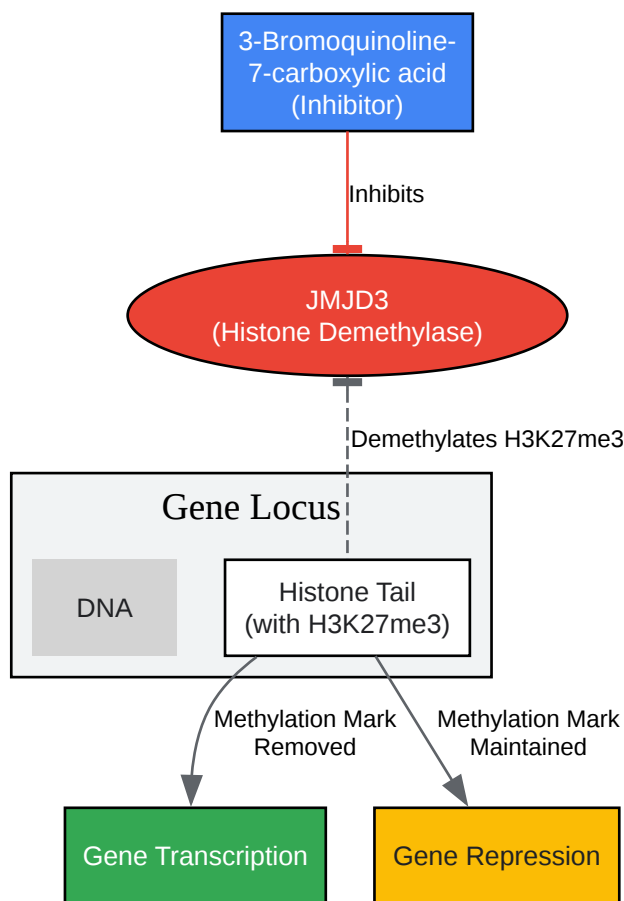 3-Bromoquinoline-
7-carboxylic acid
(Inhibitor)
Inhibits
JMJD3
(Histone Demethylase)
Demethylates H3K27me3
Gene Locus
DNA
Histone Tail
(with H3K27me3)
Methylation Mark
Removed
Methylation Mark
Maintained
Gene Transcription
Gene Repression